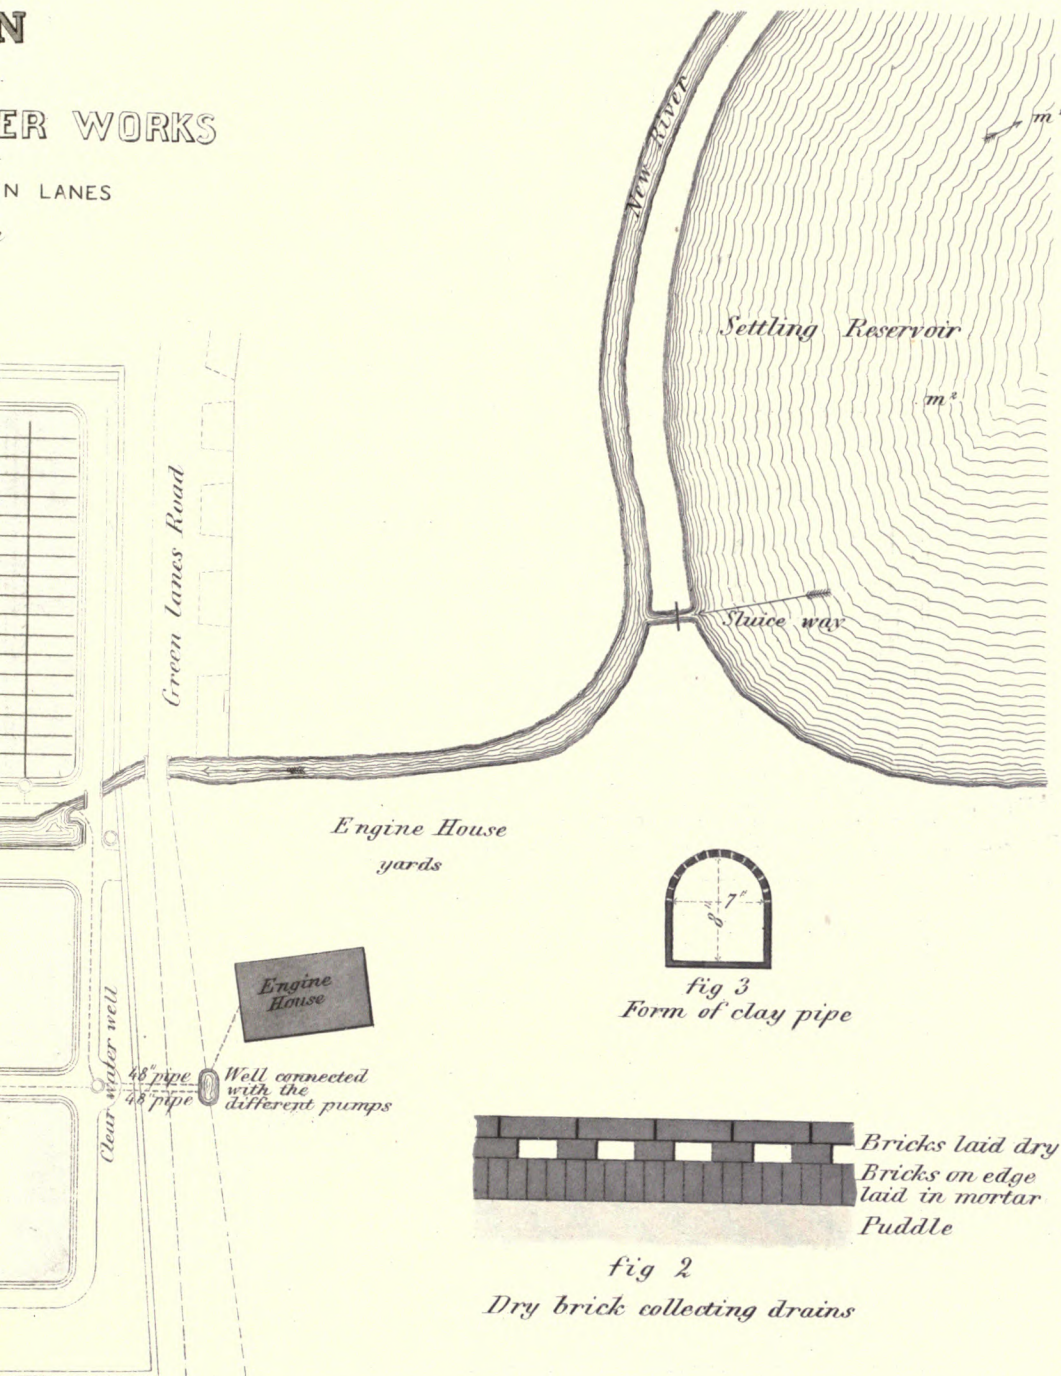 N
ER WORKS
N LANES
New River
m¹
Settling Reservoir
m²
Green Lanes Road
Sluice way
Engine House
yards
7"
8"
fig 3
Form of clay pipe
Engine
House
Clear water well
48" pipe
48" pipe
Well connected
with the
different pumps
Bricks laid dry
Bricks on edge
laid in mortar
Puddle
fig 2
Dry brick collecting drains